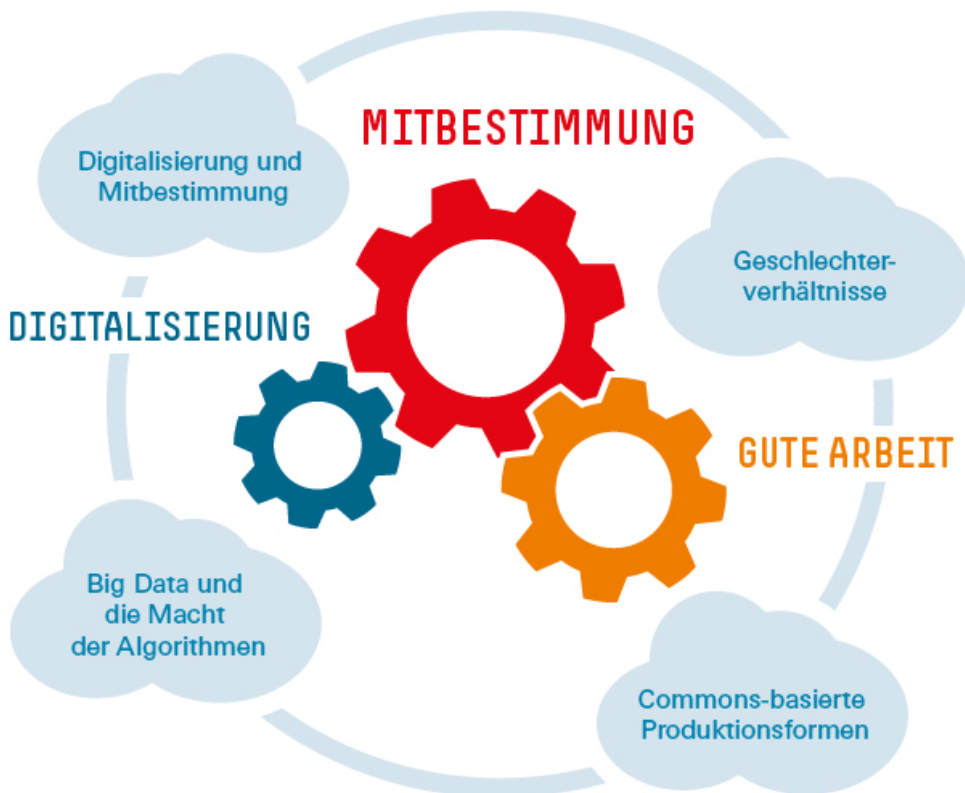 MITBESTIMMUNG
Digitalisierung und
Mitbestimmung
Geschlechter-
verhältnisse
DIGITALISIERUNG
GUTE ARBEIT
Big Data und
die Macht
der Algorithmen
Commons-basierte
Produktionsformen